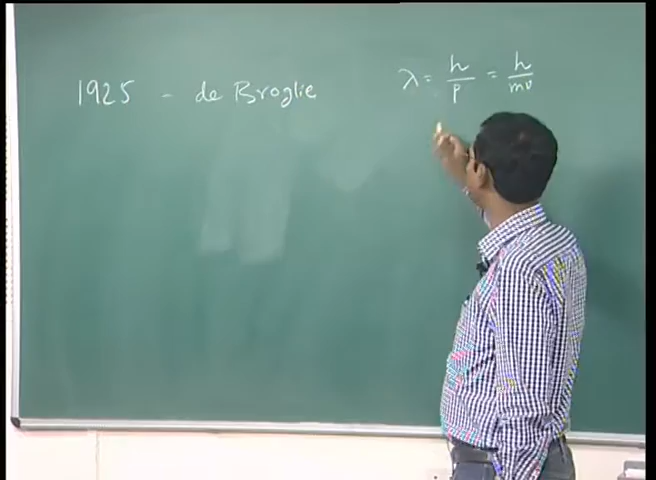 1925 - de Broglie λ = h/p = h/mv